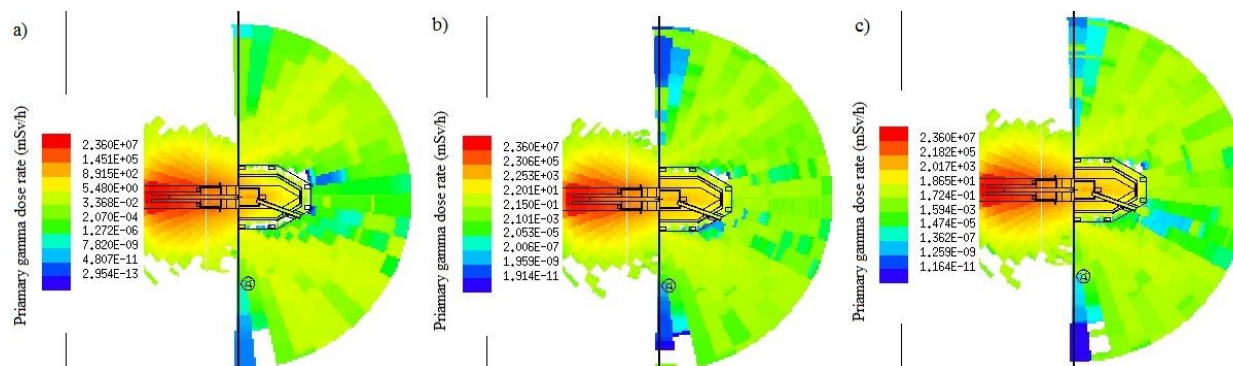 a)
Priamary gamma dose rate (mSv/h)
2.360E+07
1.451E+05
8.915E+02
5.480E+00
3.368E-02
2.070E-04
1.272E-06
7.820E-09
4.807E-11
2.954E-13
b)
Priamary gamma dose rate (mSv/h)
2.360E+07
2.306E+05
2.253E+03
2.201E+01
2.150E-01
2.101E-03
2.053E-05
2.006E-07
1.959E-09
1.914E-11
c)
Priamary gamma dose rate (mSv/h)
2.360E+07
2.182E+05
2.017E+03
1.865E+01
1.724E-01
1.594E-03
1.474E-05
1.362E-07
1.259E-09
1.164E-11